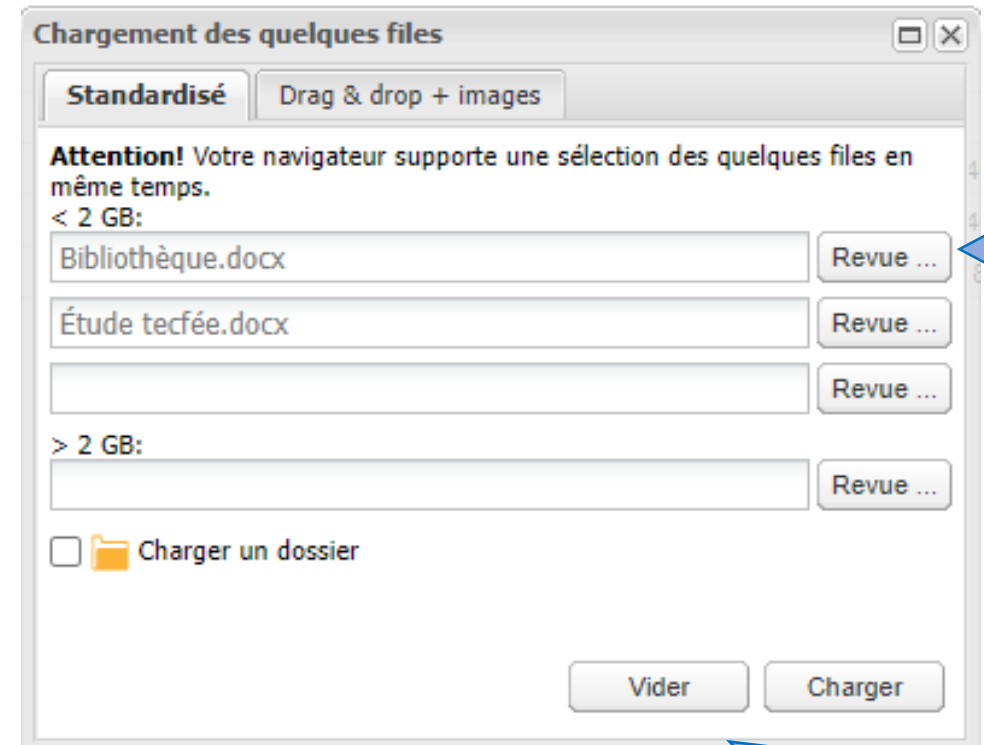 Chargement des quelques files
Standardisé Drag & drop + images
Attention! Votre navigateur supporte une sélection des quelques files en
même temps.
< 2 GB:
Bibliothèque.docx Revue ...
Étude tecfée.docx Revue ...
Revue ...
> 2 GB:
Revue ...
Charger un dossier
Vider Charger